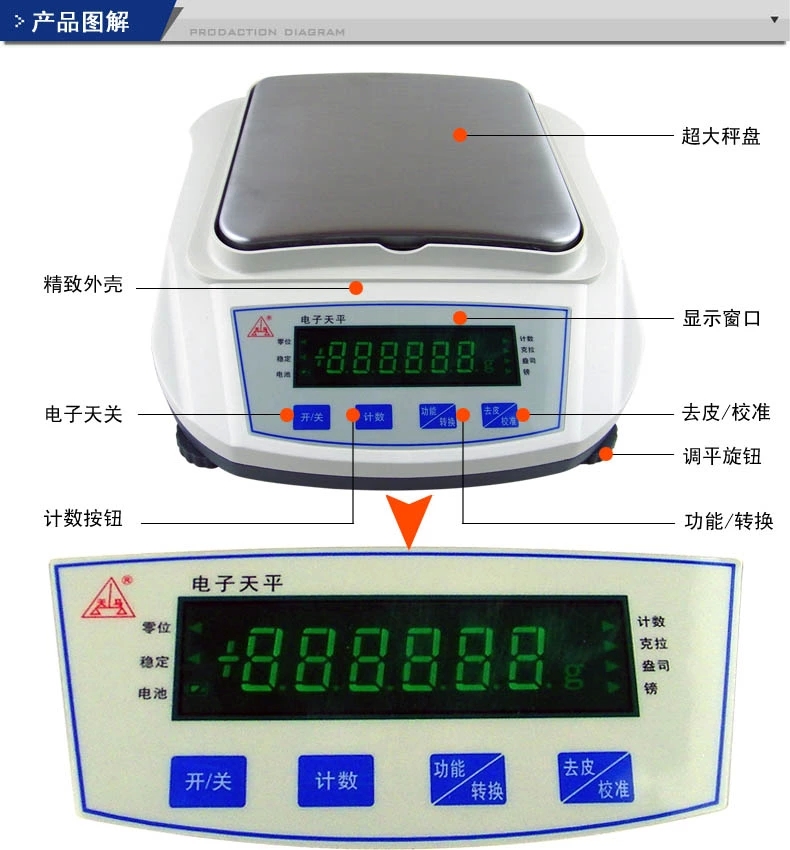 > 产品图解
PRODACTION DIAGRAM
超大秤盘
精致外壳
显示窗口
电子天平
零位
稳定
电池
计数
克拉
盎司
镑
g
开/关
计数
功能/转换
去皮/校准
电子天关
去皮/校准
调平旋钮
计数按钮
功能/转换
天马®
电子天平
零位
稳定
电池
÷888888 g
计数
克拉
盎司
镑
开/关
计数
功能/转换
去皮/校准